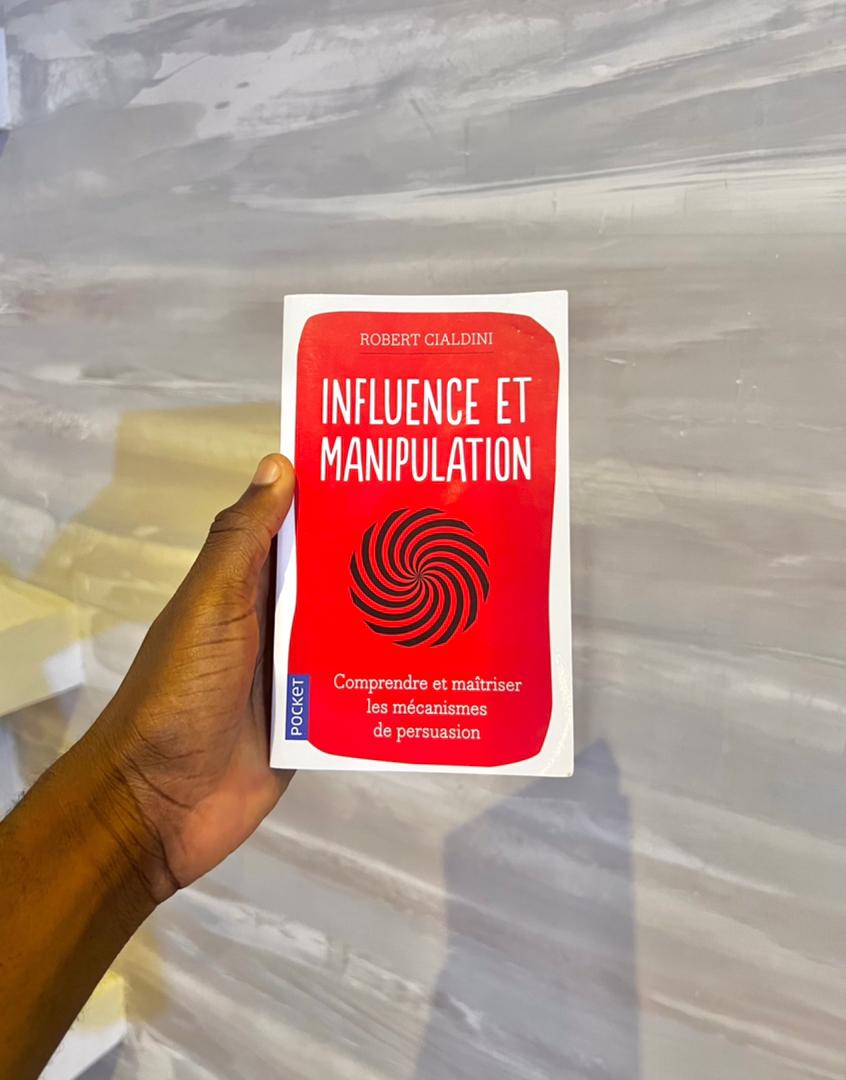 ROBERT CIALDINI
INFLUENCE ET
MANIPULATION
Comprendre et maîtriser
les mécanismes
de persuasion
POCKET